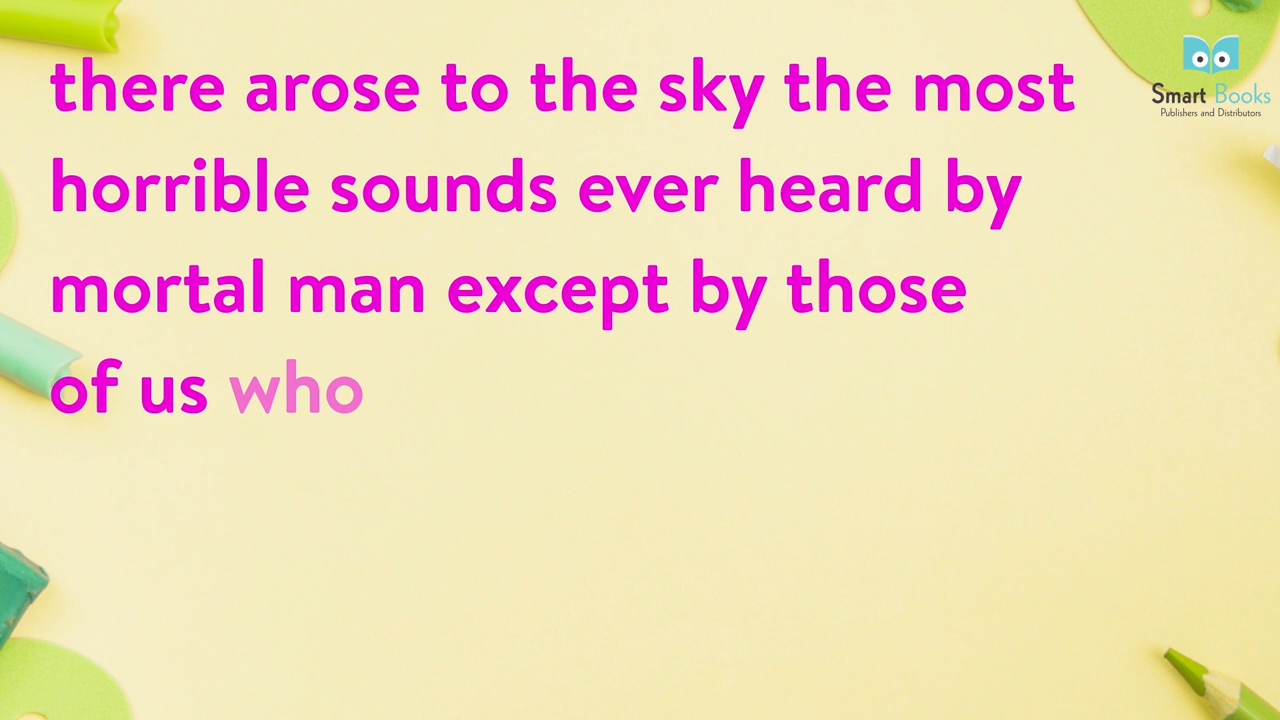 there arose to the sky the most
horrible sounds ever heard by
mortal man except by those
of us who
Smart Books
Publishers and Distributors